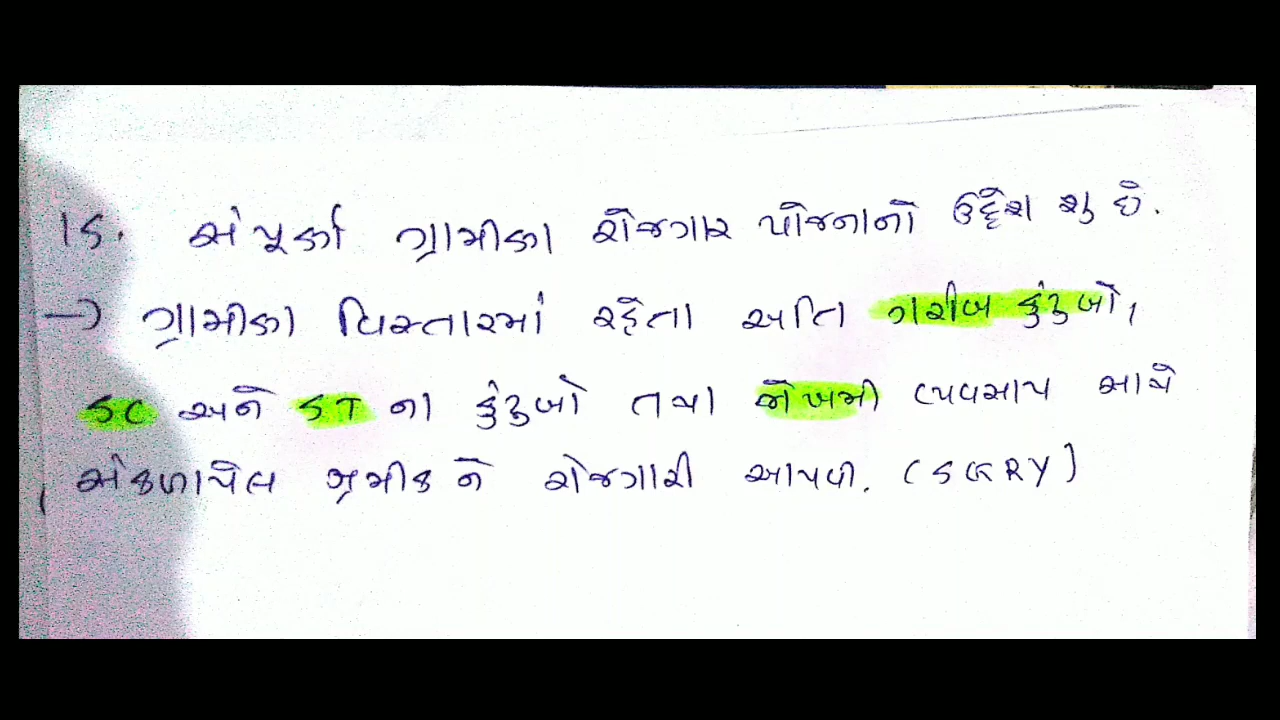 15. સંપૂર્ણ ગ્રામીણ રોજગાર યોજનાનો ઉદ્દેશ શુ છે.
→ ગ્રામીણ વિસ્તારમાં રહેતા અતિ ગરીબ કુંટુબો,
SC અને ST ના કુંટુબો તથા જોખમી વ્યવસાય સાથે
સંકળાયેલ શ્રમીક ને રોજગારી આપવી. (SGRY)